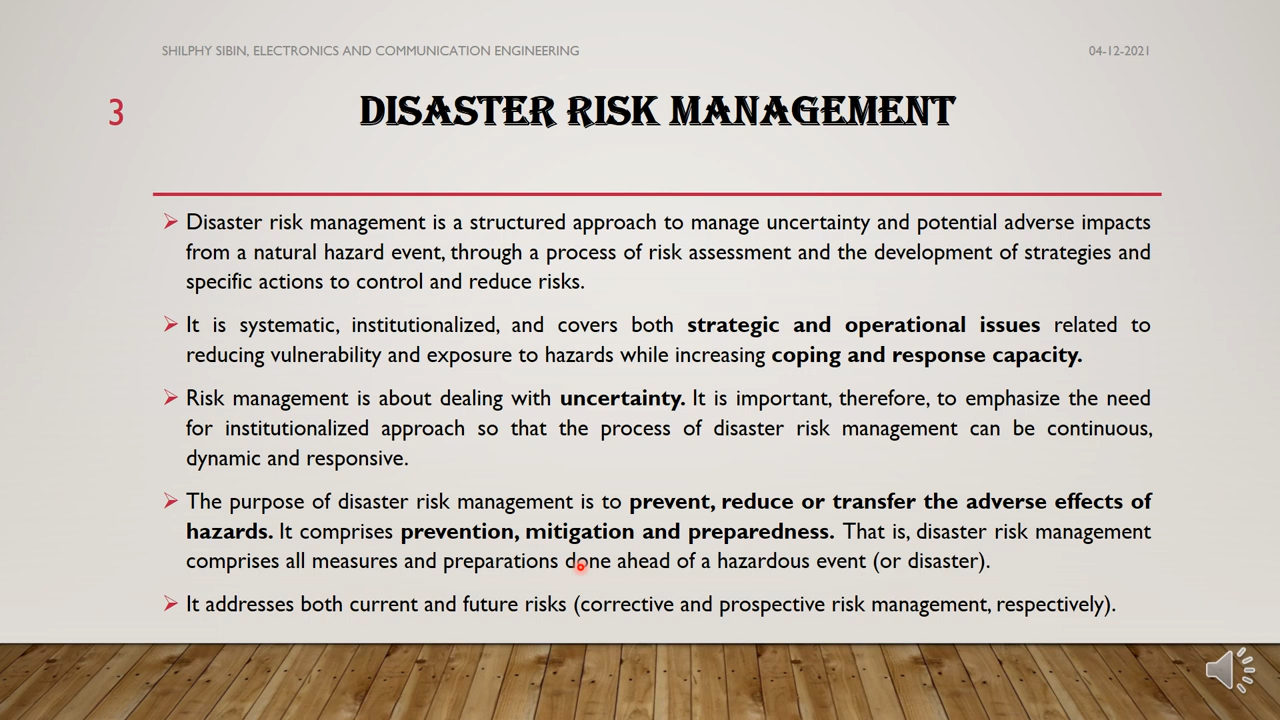 SHILPHY SIBIN, ELECTRONICS AND COMMUNICATION ENGINEERING
04-12-2021
3
DISASTER RISK MANAGEMENT
Disaster risk management is a structured approach to manage uncertainty and potential adverse impacts
from a natural hazard event, through a process of risk assessment and the development of strategies and
specific actions to control and reduce risks.
It is systematic, institutionalized, and covers both strategic and operational issues related to
reducing vulnerability and exposure to hazards while increasing coping and response capacity.
Risk management is about dealing with uncertainty. It is important, therefore, to emphasize the need
for institutionalized approach so that the process of disaster risk management can be continuous,
dynamic and responsive.
The purpose of disaster risk management is to prevent, reduce or transfer the adverse effects of
hazards. It comprises prevention, mitigation and preparedness. That is, disaster risk management
comprises all measures and preparations done ahead of a hazardous event (or disaster).
It addresses both current and future risks (corrective and prospective risk management, respectively).